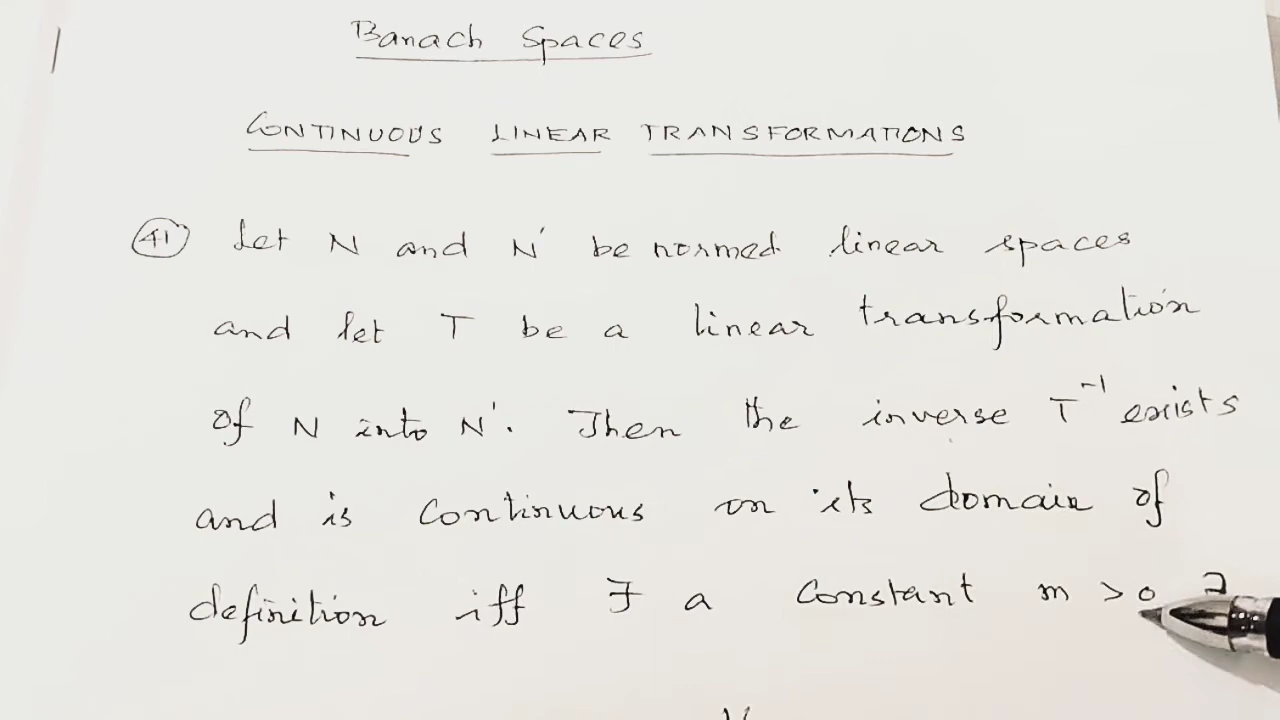 Banach Spaces
CONTINUOUS LINEAR TRANSFORMATIONS
41 Let N and N' be normed linear spaces
and let T be a linear transformation
of N into N'. Then the inverse T⁻¹ exists
and is continuous on its domain of
definition iff ∃ a constant m > 0